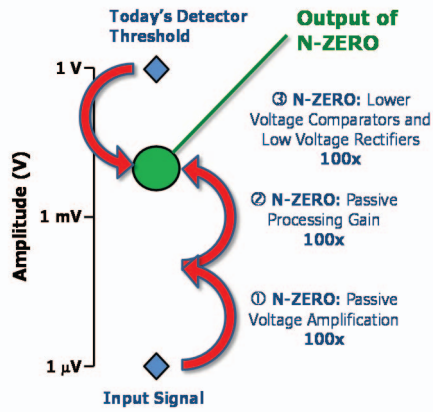 Today's Detector
Threshold
Output of
N-ZERO
1 V
③ N-ZERO: Lower
Voltage Comparators and
Low Voltage Rectifiers
100x
Amplitude (V)
1 mV
② N-ZERO: Passive
Processing Gain
100x
① N-ZERO: Passive
Voltage Amplification
100x
1 µV
Input Signal